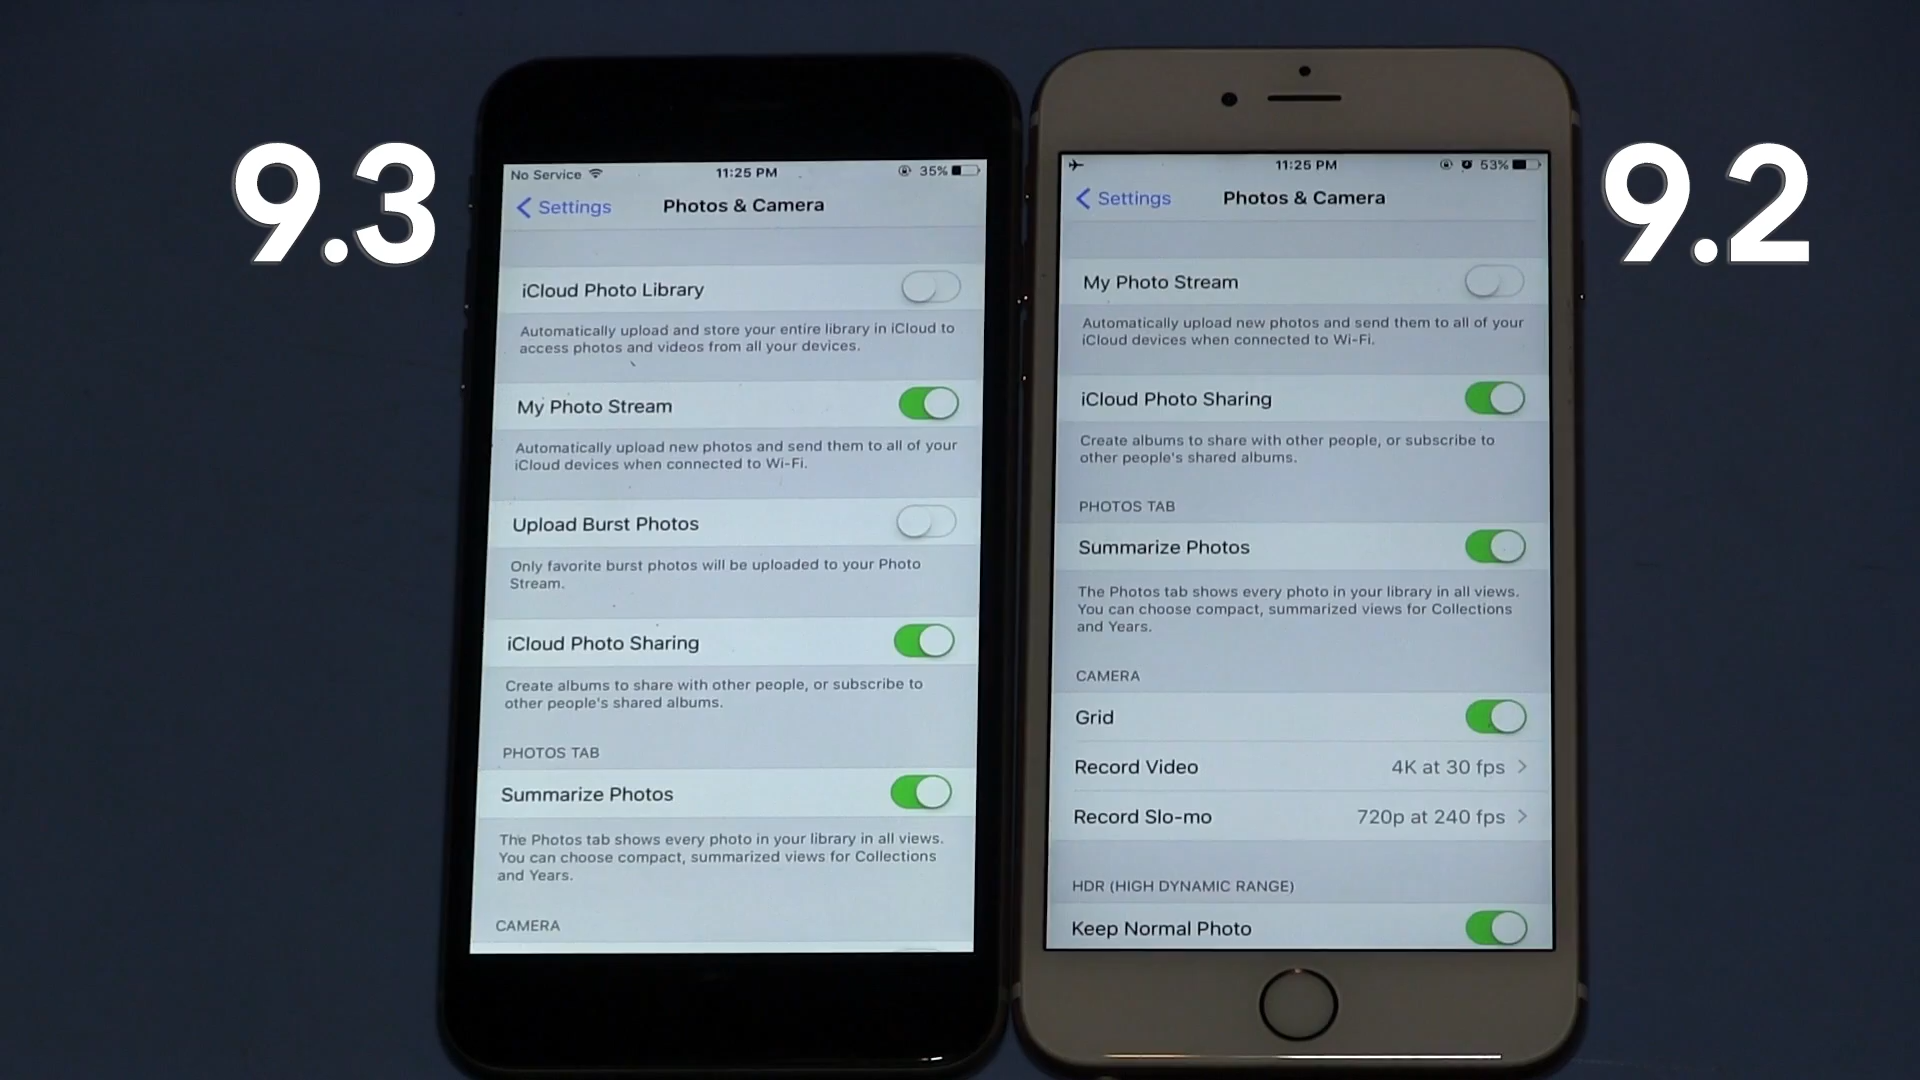 9.3
No Service 11:25 PM 35%
Settings Photos & Camera
iCloud Photo Library
Automatically upload and store your entire library in iCloud to
access photos and videos from all your devices.
My Photo Stream
Automatically upload new photos and send them to all of your
iCloud devices when connected to Wi-Fi.
Upload Burst Photos
Only favorite burst photos will be uploaded to your Photo
Stream.
iCloud Photo Sharing
Create albums to share with other people, or subscribe to
other people's shared albums.
PHOTOS TAB
Summarize Photos
The Photos tab shows every photo in your library in all views.
You can choose compact, summarized views for Collections
and Years.
CAMERA
9.2
11:25 PM 53%
Settings Photos & Camera
My Photo Stream
Automatically upload new photos and send them to all of your
iCloud devices when connected to Wi-Fi.
iCloud Photo Sharing
Create albums to share with other people, or subscribe to
other people's shared albums.
PHOTOS TAB
Summarize Photos
The Photos tab shows every photo in your library in all views.
You can choose compact, summarized views for Collections
and Years.
CAMERA
Grid
Record Video 4K at 30 fps
Record Slo-mo 720p at 240 fps
HDR (HIGH DYNAMIC RANGE)
Keep Normal Photo